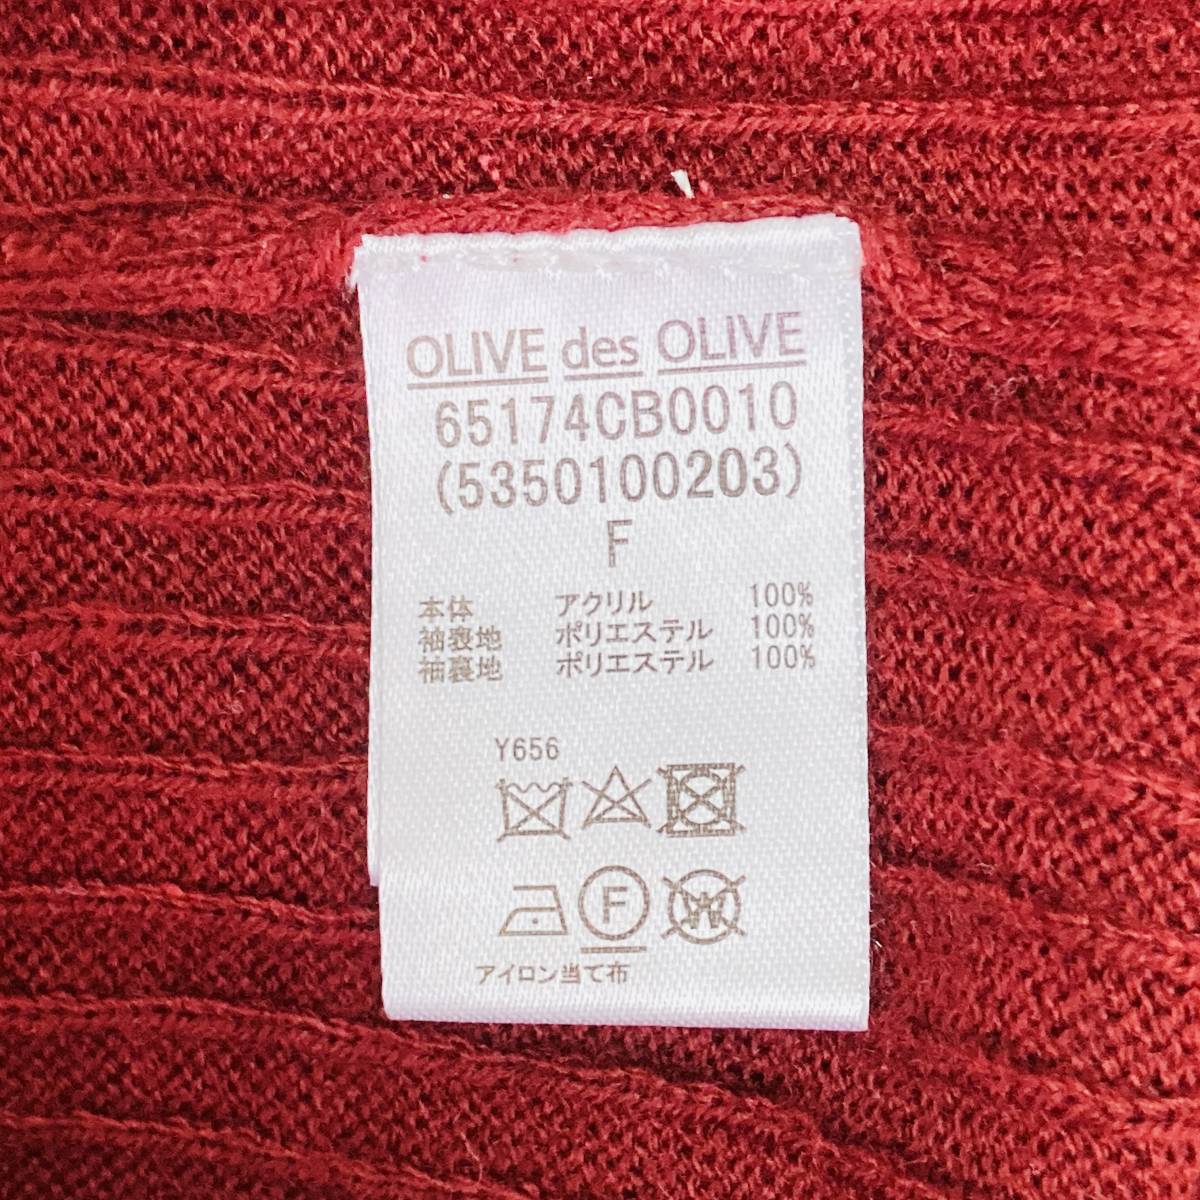 OLIVE des OLIVE
65174CB0010
(5350100203)
F
本体 アクリル 100%
袖表地 ポリエステル 100%
袖裏地 ポリエステル 100%
Y656
F W
アイロン当て布